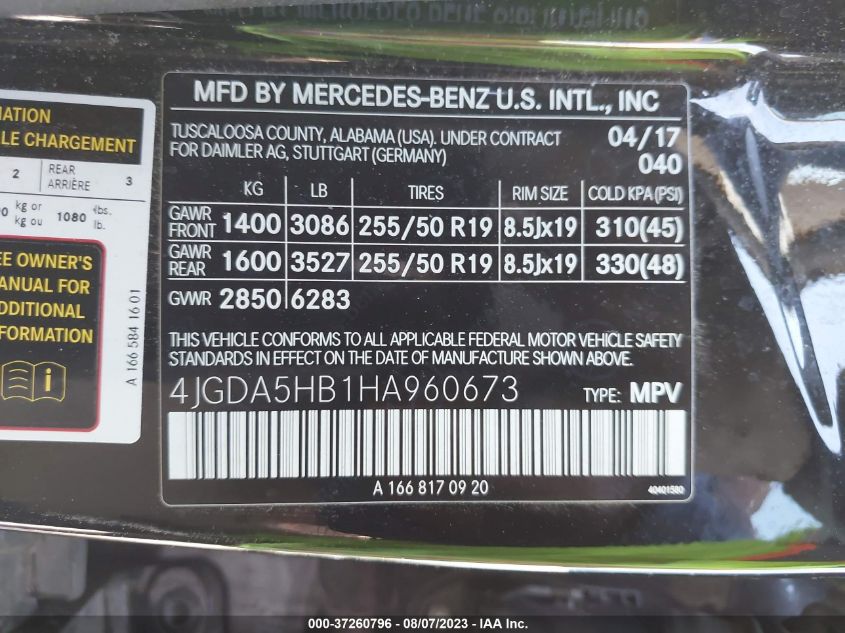 MATION
LE CHARGEMENT
2 REAR ARRIÈRE 3
kg or
kg ou 1080 lbs.
lb.
EE OWNER'S
MANUAL FOR
DDITIONAL
FORMATION
A 166 584 16 01
MFD BY MERCEDES-BENZ U.S. INTL., INC
TUSCALOOSA COUNTY, ALABAMA (USA). UNDER CONTRACT 04/17
FOR DAIMLER AG, STUTTGART (GERMANY) 040
KG LB TIRES RIM SIZE COLD KPA (PSI)
GAWR FRONT 1400 3086 255/50 R19 8.5Jx19 310(45)
GAWR REAR 1600 3527 255/50 R19 8.5Jx19 330(48)
GVWR 2850 6283
THIS VEHICLE CONFORMS TO ALL APPLICABLE FEDERAL MOTOR VEHICLE SAFETY
STANDARDS IN EFFECT ON THE DATE OF MANUFACTURE SHOWN ABOVE.
4JGDA5HB1HA960673 TYPE: MPV
A 166 817 09 20
40401580
000-37260796 - 08/07/2023 - IAA Inc.